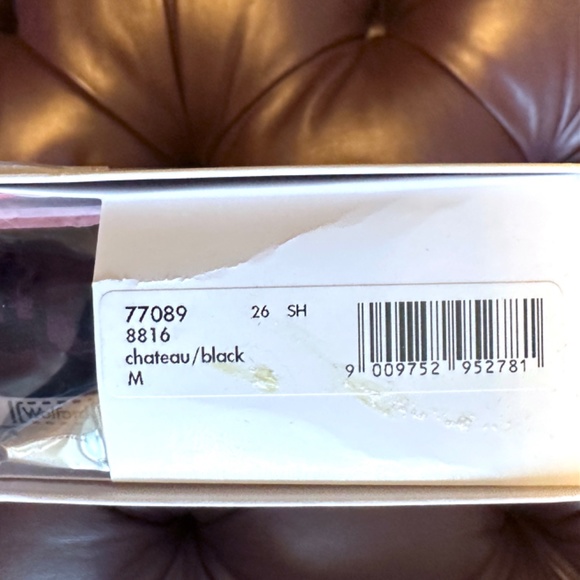 77089 26 SH
8816
chateau/black
M
9 009752 952781
Wolford